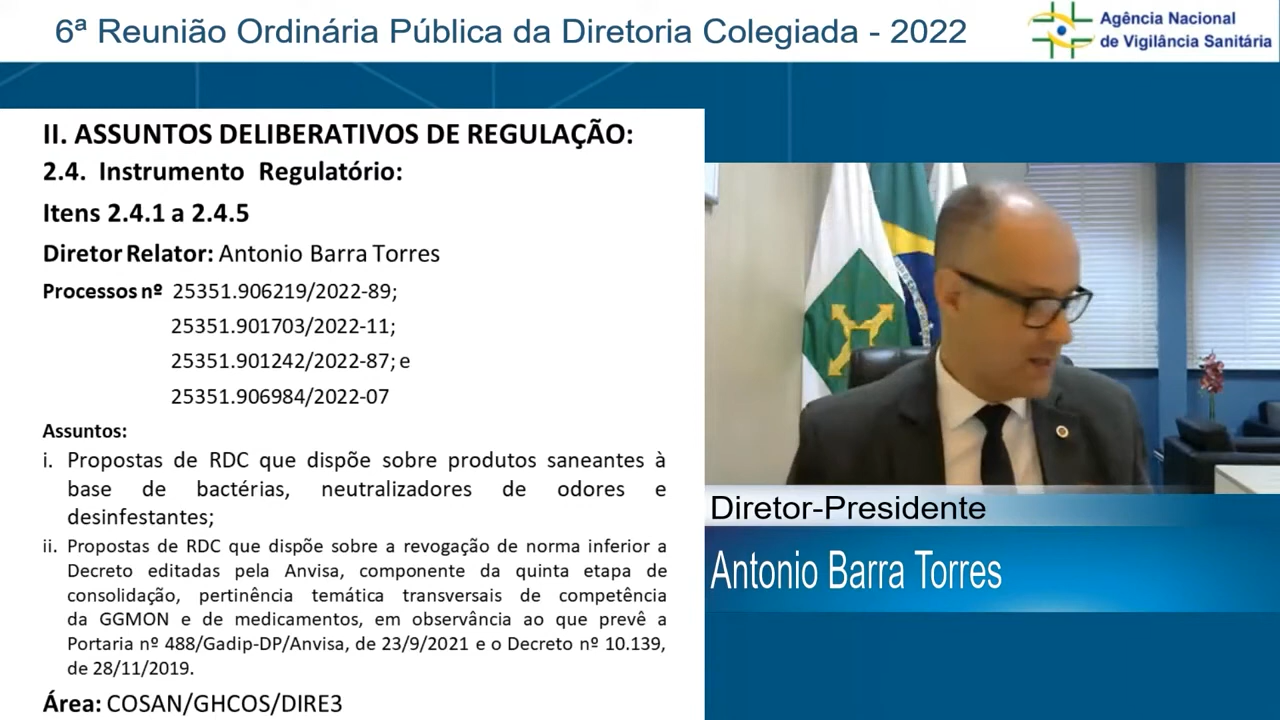 6ª Reunião Ordinária Pública da Diretoria Colegiada - 2022
Agência Nacional
de Vigilância Sanitária
II. ASSUNTOS DELIBERATIVOS DE REGULAÇÃO:
2.4. Instrumento Regulatório:
Itens 2.4.1 a 2.4.5
Diretor Relator: Antonio Barra Torres
Processos nº 25351.906219/2022-89;
25351.901703/2022-11;
25351.901242/2022-87; e
25351.906984/2022-07
Assuntos:
i. Propostas de RDC que dispõe sobre produtos saneantes à
base de bactérias, neutralizadores de odores e
desinfestantes;
ii. Propostas de RDC que dispõe sobre a revogação de norma inferior a
Decreto editadas pela Anvisa, componente da quinta etapa de
consolidação, pertinência temática transversais de competência
da GGMON e de medicamentos, em observância ao que prevê a
Portaria nº 488/Gadip-DP/Anvisa, de 23/9/2021 e o Decreto nº 10.139,
de 28/11/2019.
Área: COSAN/GHCOS/DIRE3
Diretor-Presidente
Antonio Barra Torres